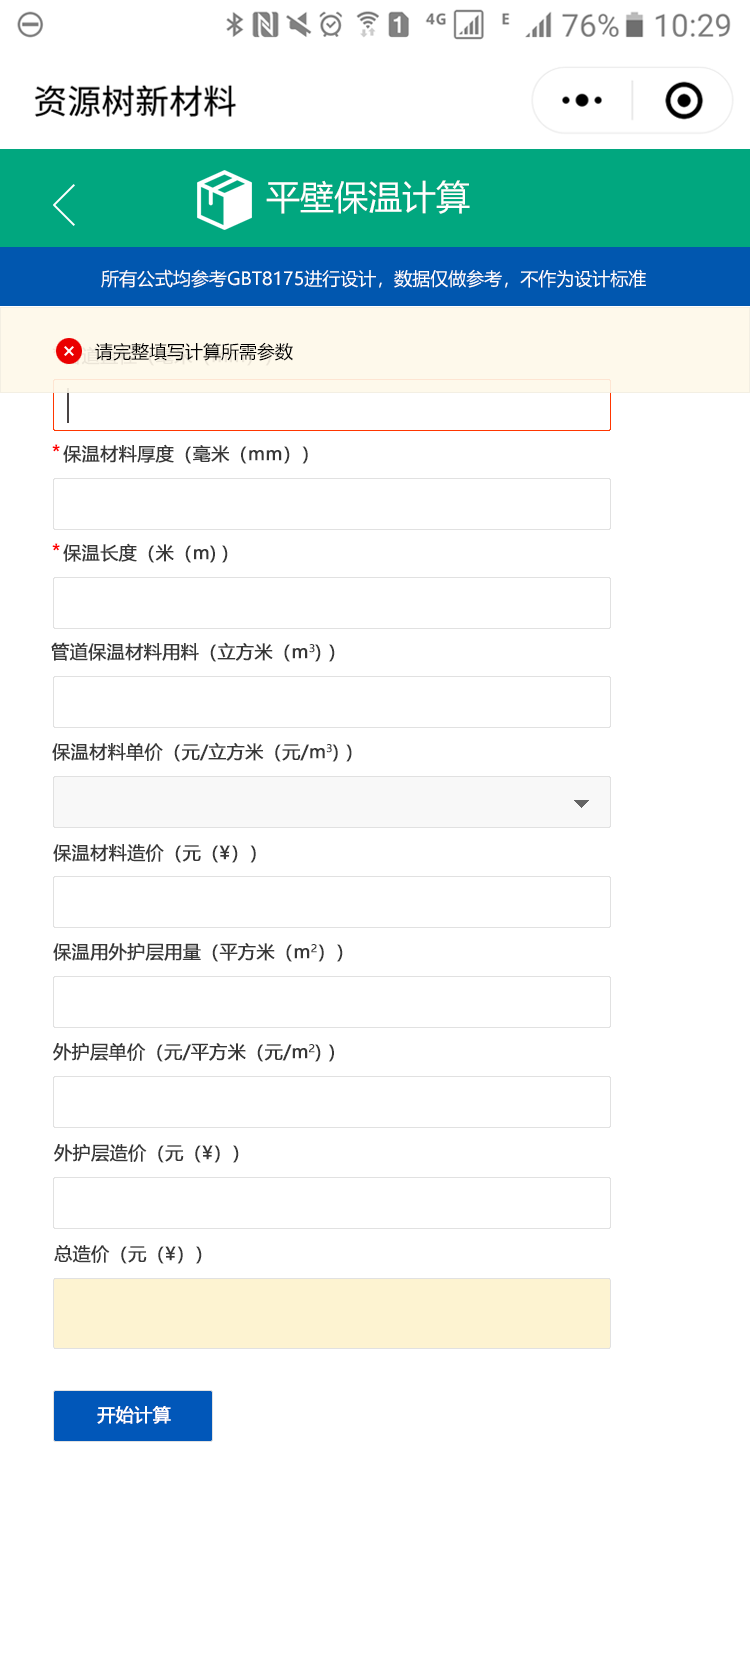 4G 1 E 76% 10:29
资源树新材料
平壁保温计算
所有公式均参考GBT8175进行设计，数据仅做参考，不作为设计标准
请完整填写计算所需参数
*保温材料厚度（毫米（mm））
*保温长度（米（m））
管道保温材料用料（立方米（m³））
保温材料单价（元/立方米（元/m³））
保温材料造价（元（¥））
保温用外护层用量（平方米（m²））
外护层单价（元/平方米（元/m²））
外护层造价（元（¥））
总造价（元（¥））
开始计算